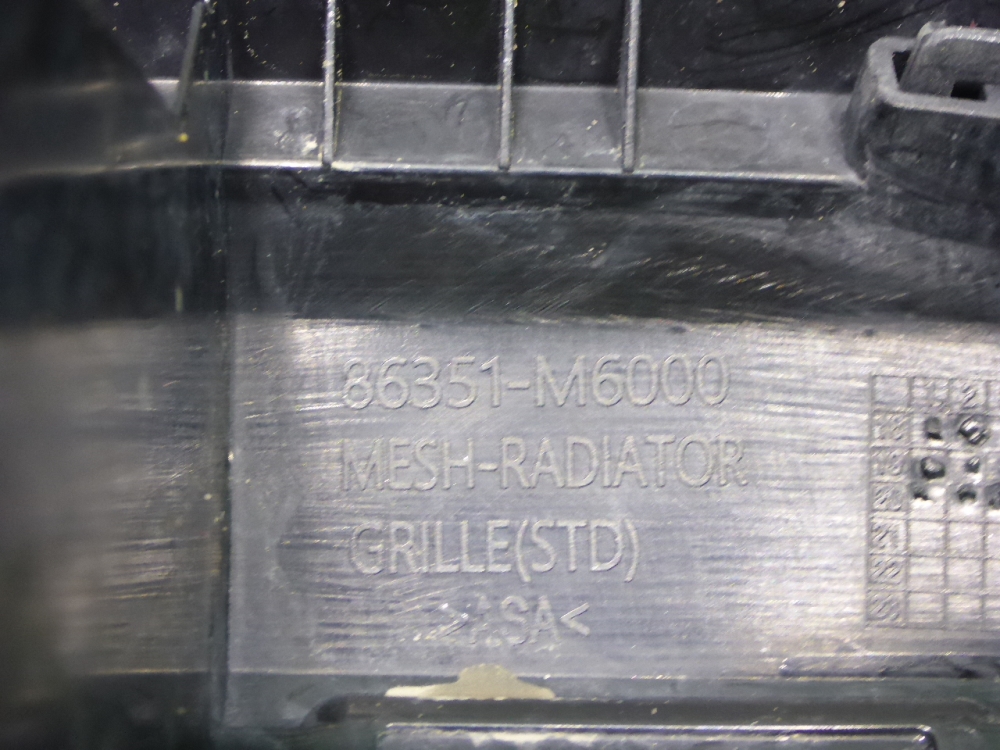 86351-M6000
MESH-RADIATOR
GRILLE(STD)
>ASA<